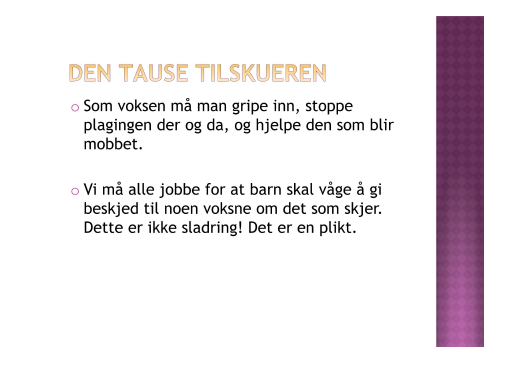 DEN TAUSE TILSKUEREN
Som voksen må man gripe inn, stoppe
plagingen der og da, og hjelpe den som blir
mobbet.
Vi må alle jobbe for at barn skal våge å gi
beskjed til noen voksne om det som skjer.
Dette er ikke sladring! Det er en plikt.